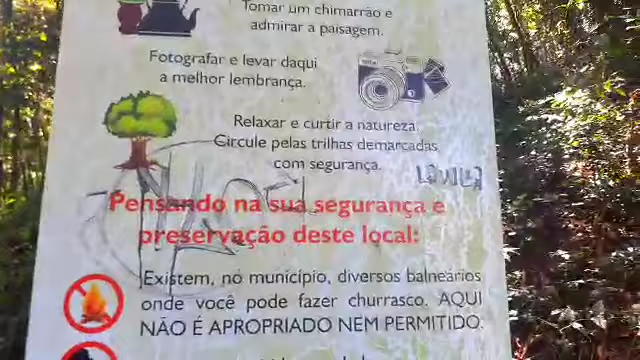 Tomar um chimarrão e
admirar a paisagem.
Fotografar e levar daqui
a melhor lembrança.
Relaxar e curtir a natureza.
Circule pelas trilhas demarcadas
com segurança.
Pensando na sua segurança e
preservação deste local:
Existem, no município, diversos balneários
onde você pode fazer churrasco. AQUI
NÃO É APROPRIADO NEM PERMITIDO.